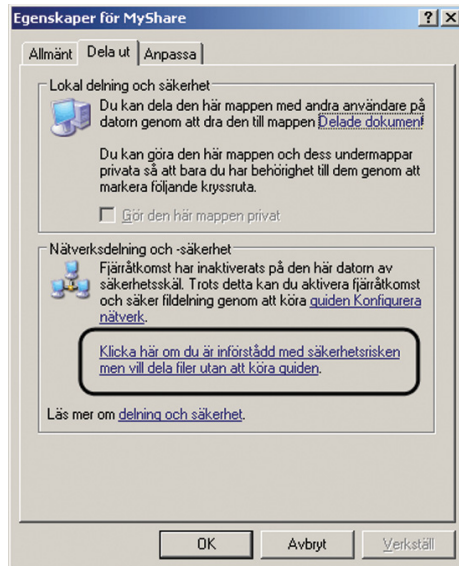 Egenskaper för MyShare
Allmänt Dela ut Anpassa
Lokal delning och säkerhet
Du kan dela den här mappen med andra användare på
datorn genom att dra den till mappen Delade dokument
Du kan göra den här mappen och dess undermappar
privata så att bara du har behörighet till dem genom att
markera följande kryssruta.
Gör den här mappen privat
Nätverksdelning och -säkerhet
Fjärråtkomst har inaktiverats på den här datorn av
säkerhetsskäl. Trots detta kan du aktivera fjärråtkomst
och säker fildelning genom att köra guiden Konfigurera
nätverk.
Klicka här om du är införstådd med säkerhetsrisken
men vill dela filer utan att köra guiden.
Läs mer om delning och säkerhet.
OK Avbryt Verkställ